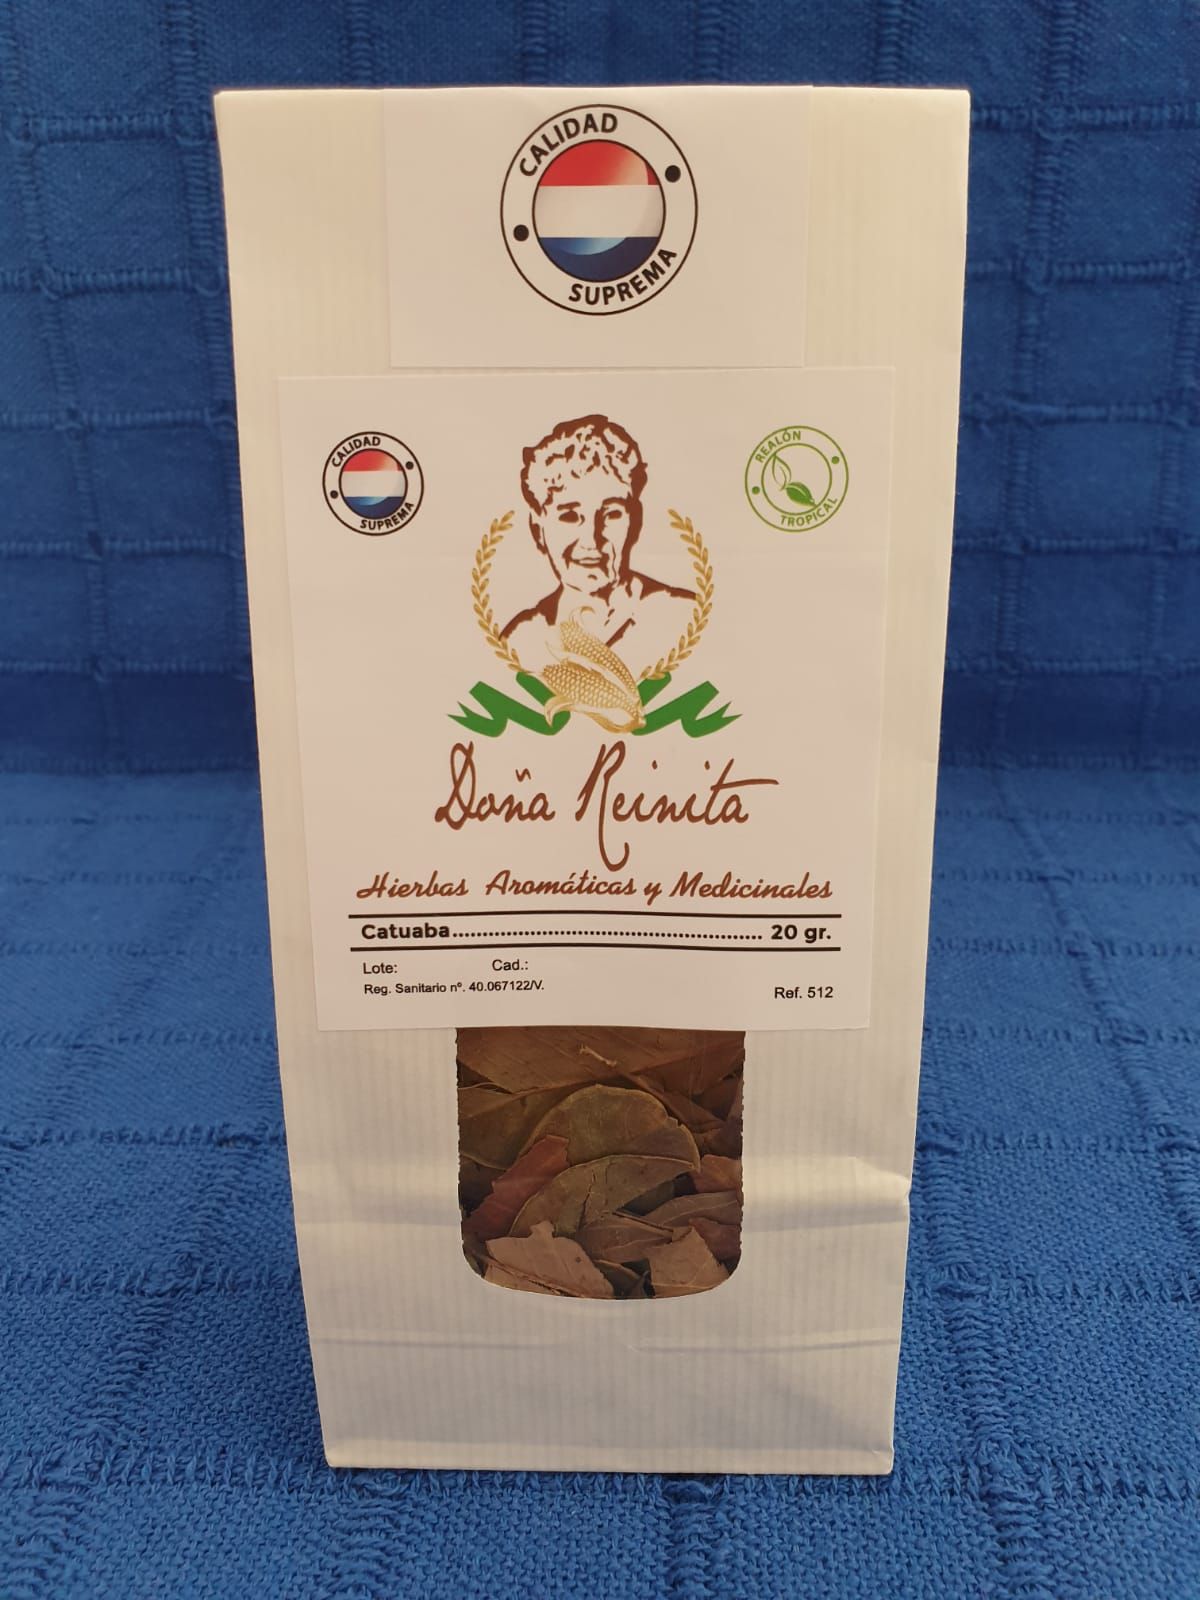 CALIDAD
SUPREMA
CALIDAD
SUPREMA
REALÓN
TROPICAL
Doña Reinita
Hierbas Aromáticas y Medicinales
Catuaba.......................................................... 20 gr.
Lote: Cad.:
Reg. Sanitario nº. 40.067122/V. Ref. 512